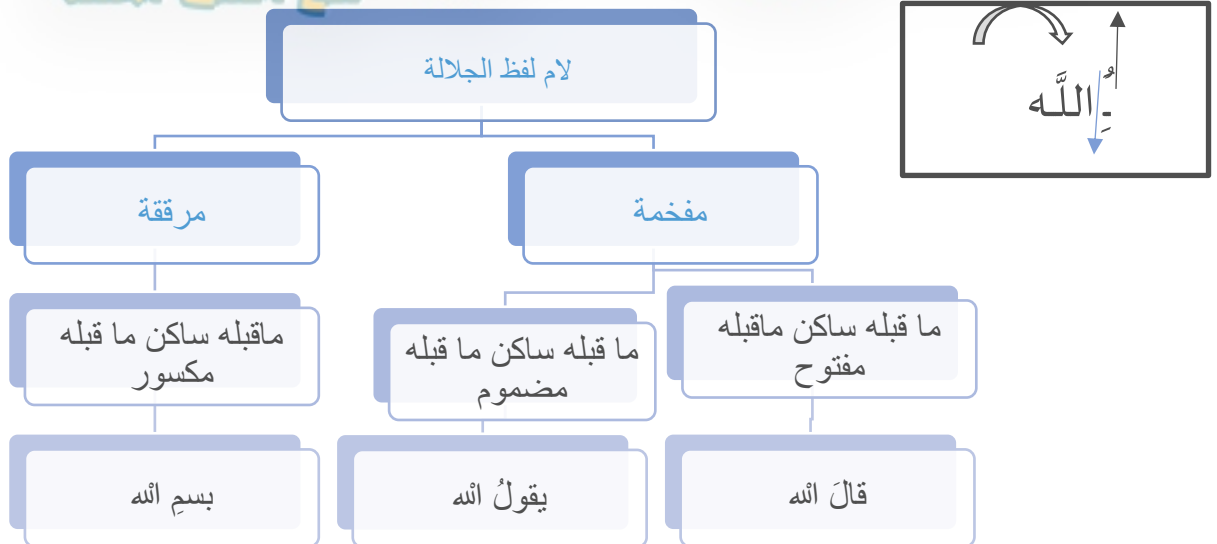 لام لفظ الجلالة
ـُِ اللَّـه
مفخمة
مرققة
ما قبله ساكن ماقبله
مفتوح
ما قبله ساكن ما قبله
مضموم
ماقبله ساكن ما قبله
مكسور
قالَ الله
يقولُ الله
بسمِ الله